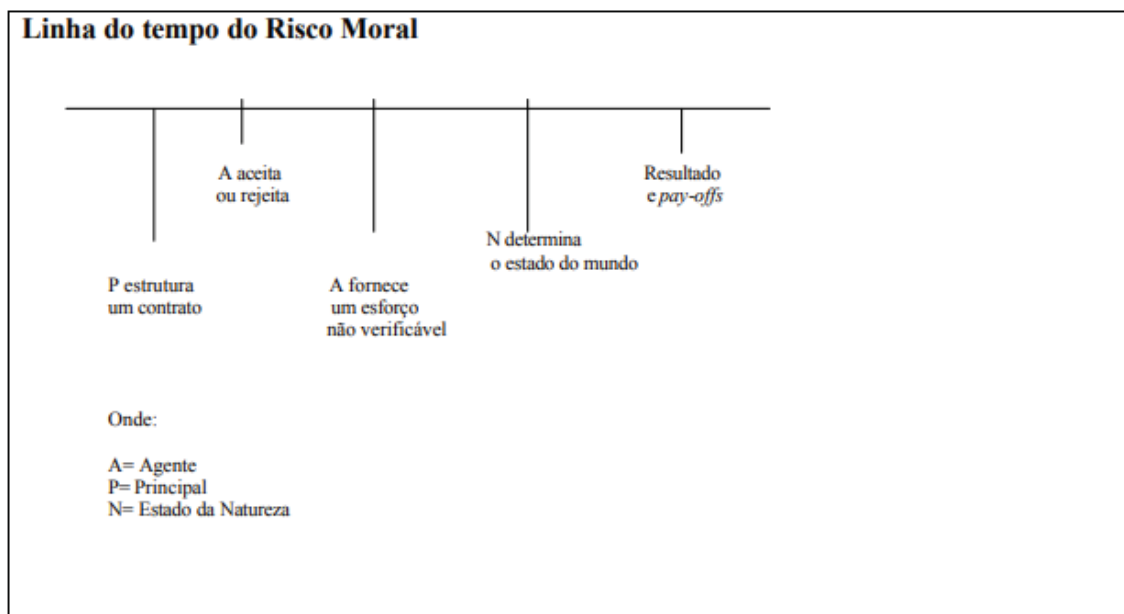 Linha do tempo do Risco Moral
A aceita
ou rejeita
Resultado
e pay-offs
N determina
o estado do mundo
P estrutura
um contrato
A fornece
um esforço
não verificável
Onde:
A= Agente
P= Principal
N= Estado da Natureza